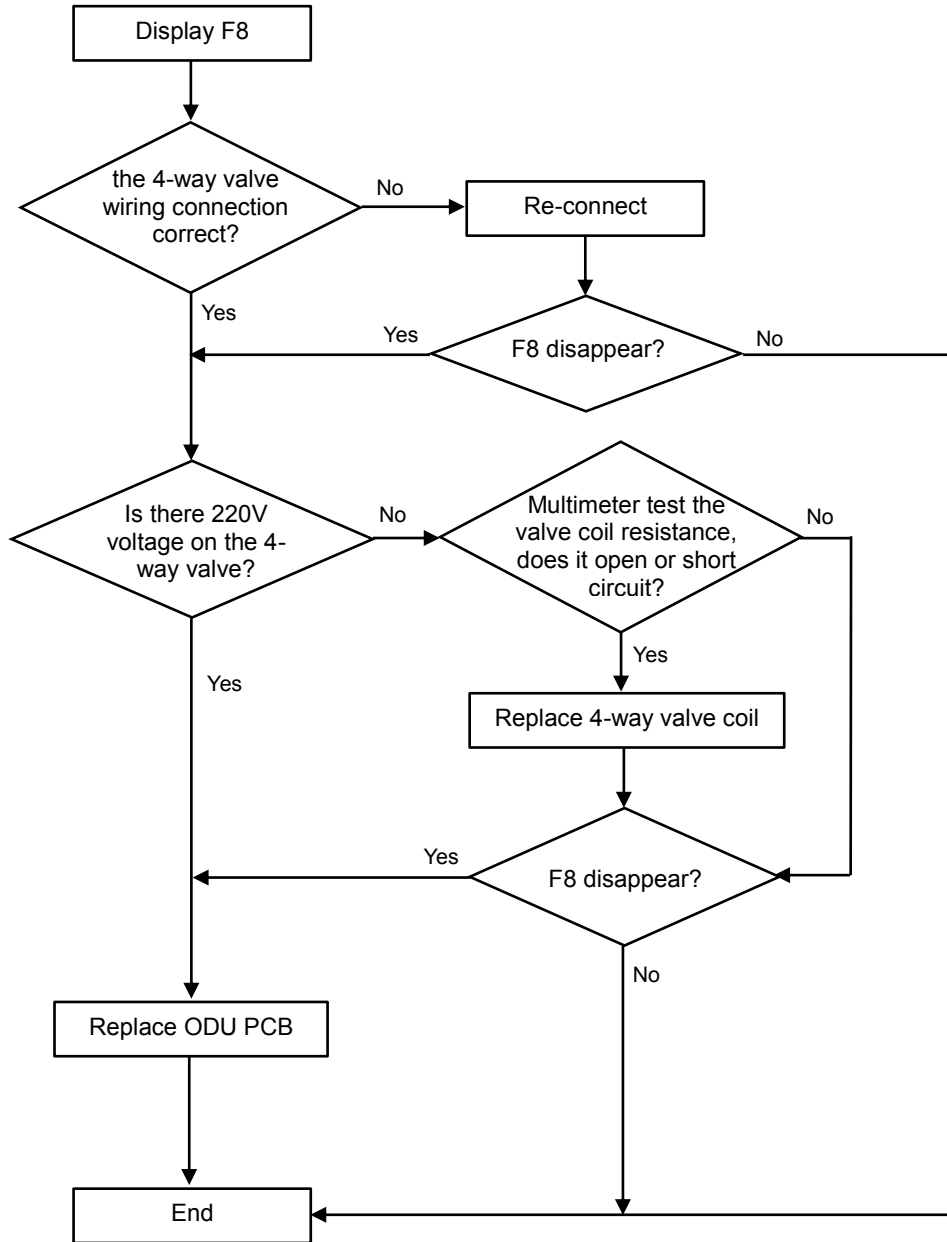 Display F8
the 4-way valve
wiring connection
correct?
No
Re-connect
Yes
Yes
F8 disappear?
No
Is there 220V
voltage on the 4-
way valve?
No
Multimeter test the
valve coil resistance,
does it open or short
circuit?
No
Yes
Yes
Replace 4-way valve coil
Yes
F8 disappear?
No
Replace ODU PCB
End